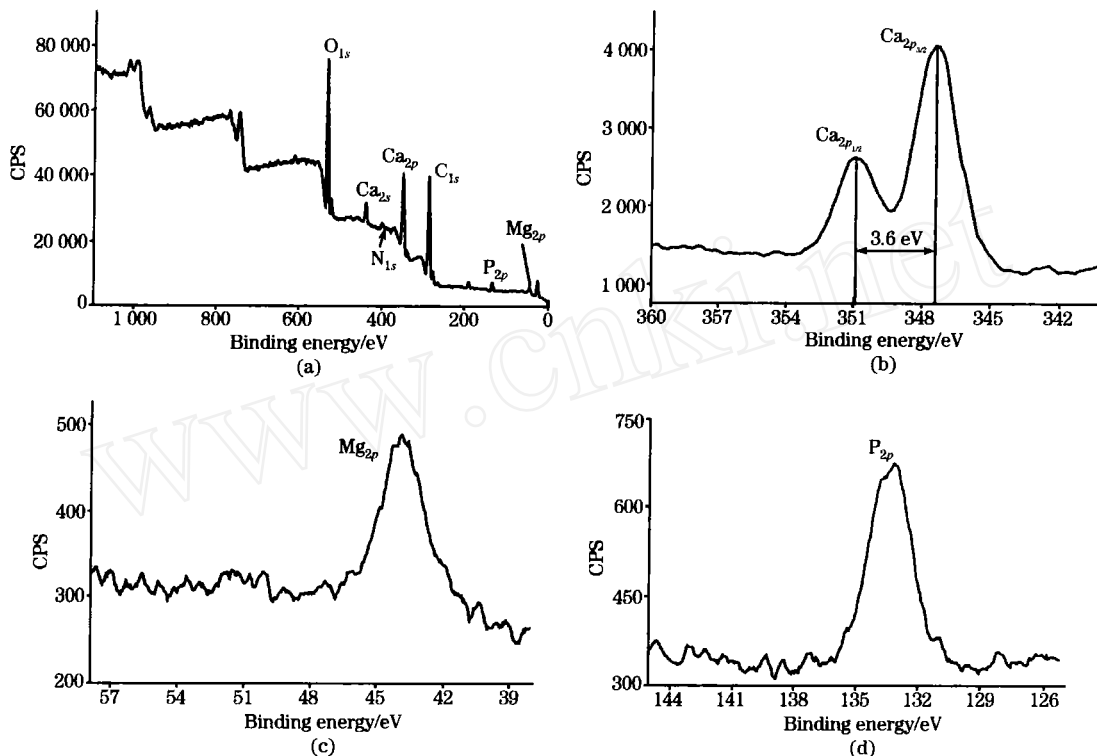 80 000
60 000
40 000
20 000
0
CPS
O1s
Ca2s
N1s
Ca2p
C1s
P2p
Mg2p
1 000
800
600
400
200
0
Binding energy/eV
(a)
4 000
3 000
2 000
1 000
CPS
Ca2p3/2
Ca2p1/2
3.6 eV
360
357
354
351
348
345
342
Binding energy/eV
(b)
500
400
300
200
CPS
Mg2p
57
54
51
48
45
42
39
Binding energy/eV
(c)
750
600
450
300
CPS
P2p
144
141
138
135
132
129
126
Binding energy/eV
(d)
www.cnki.net